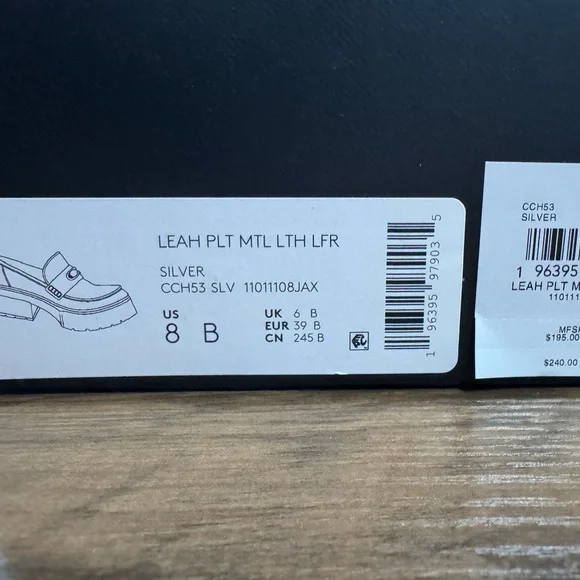 LEAH PLT MTL LTH LFR
SILVER
CCH53 SLV 11011108JAX
US
8 B
UK 6 B
EUR 39 B
CN 245 B
1 96395 97903 5
CCH53
SILVER
1 96395
LEAH PLT M
110111
$195.00
$240.00